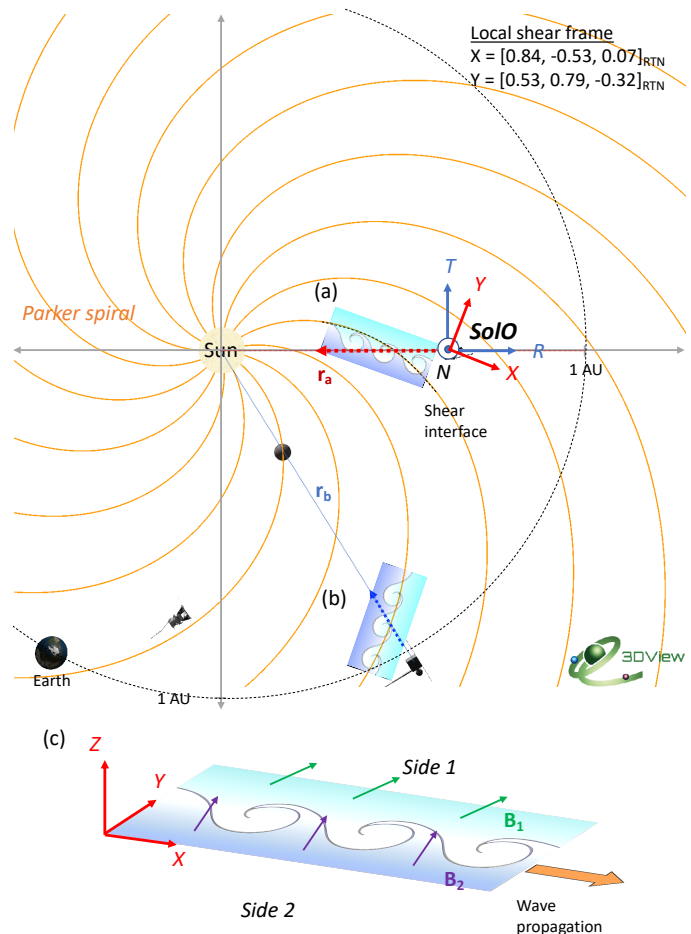 Local shear frame
X = [0.84, -0.53, 0.07]RTN
Y = [0.53, 0.79, -0.32]RTN
(a)
T
Y
Parker spiral
Sun
SolO
R
N
X
1 AU
ra
Shear
interface
rb
(b)
Earth
1 AU
3DView
(c)
Z
Side 1
Y
B1
X
B2
Side 2
Wave
propagation